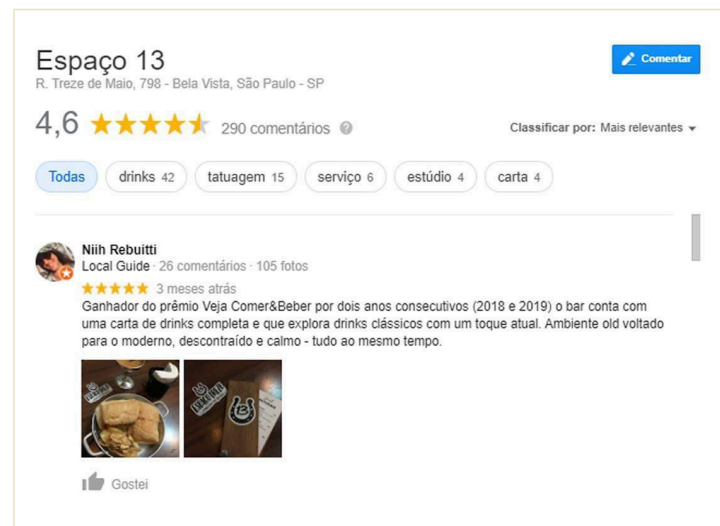 Espaço 13
Comentar
R. Treze de Maio, 798 - Bela Vista, São Paulo - SP
4,6 290 comentários
Classificar por: Mais relevantes
Todas drinks 42 tatuagem 15 serviço 6 estúdio 4 carta 4
Niih Rebuitti
Local Guide · 26 comentários · 105 fotos
3 meses atrás
Ganhador do prêmio Veja Comer&Beber por dois anos consecutivos (2018 e 2019) o bar conta com
uma carta de drinks completa e que explora drinks clássicos com um toque atual. Ambiente old voltado
para o moderno, descontraído e calmo - tudo ao mesmo tempo.
13
Gostei